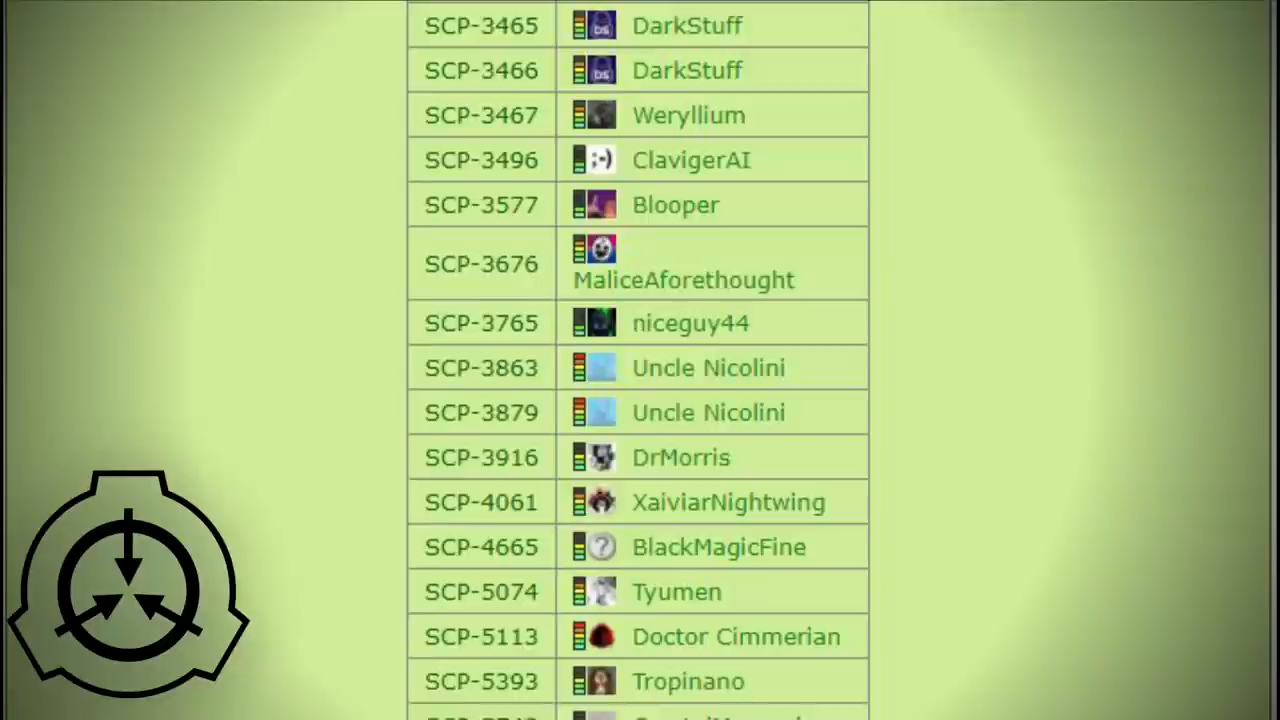 SCP-3465 DarkStuff
SCP-3466 DarkStuff
SCP-3467 Weryllium
SCP-3496 ;-) ClavigerAI
SCP-3577 Blooper
SCP-3676 MaliceAforethought
SCP-3765 niceguy44
SCP-3863 Uncle Nicolini
SCP-3879 Uncle Nicolini
SCP-3916 DrMorris
SCP-4061 XaiviarNightwing
SCP-4665 ? BlackMagicFine
SCP-5074 Tyumen
SCP-5113 Doctor Cimmerian
SCP-5393 Tropinano